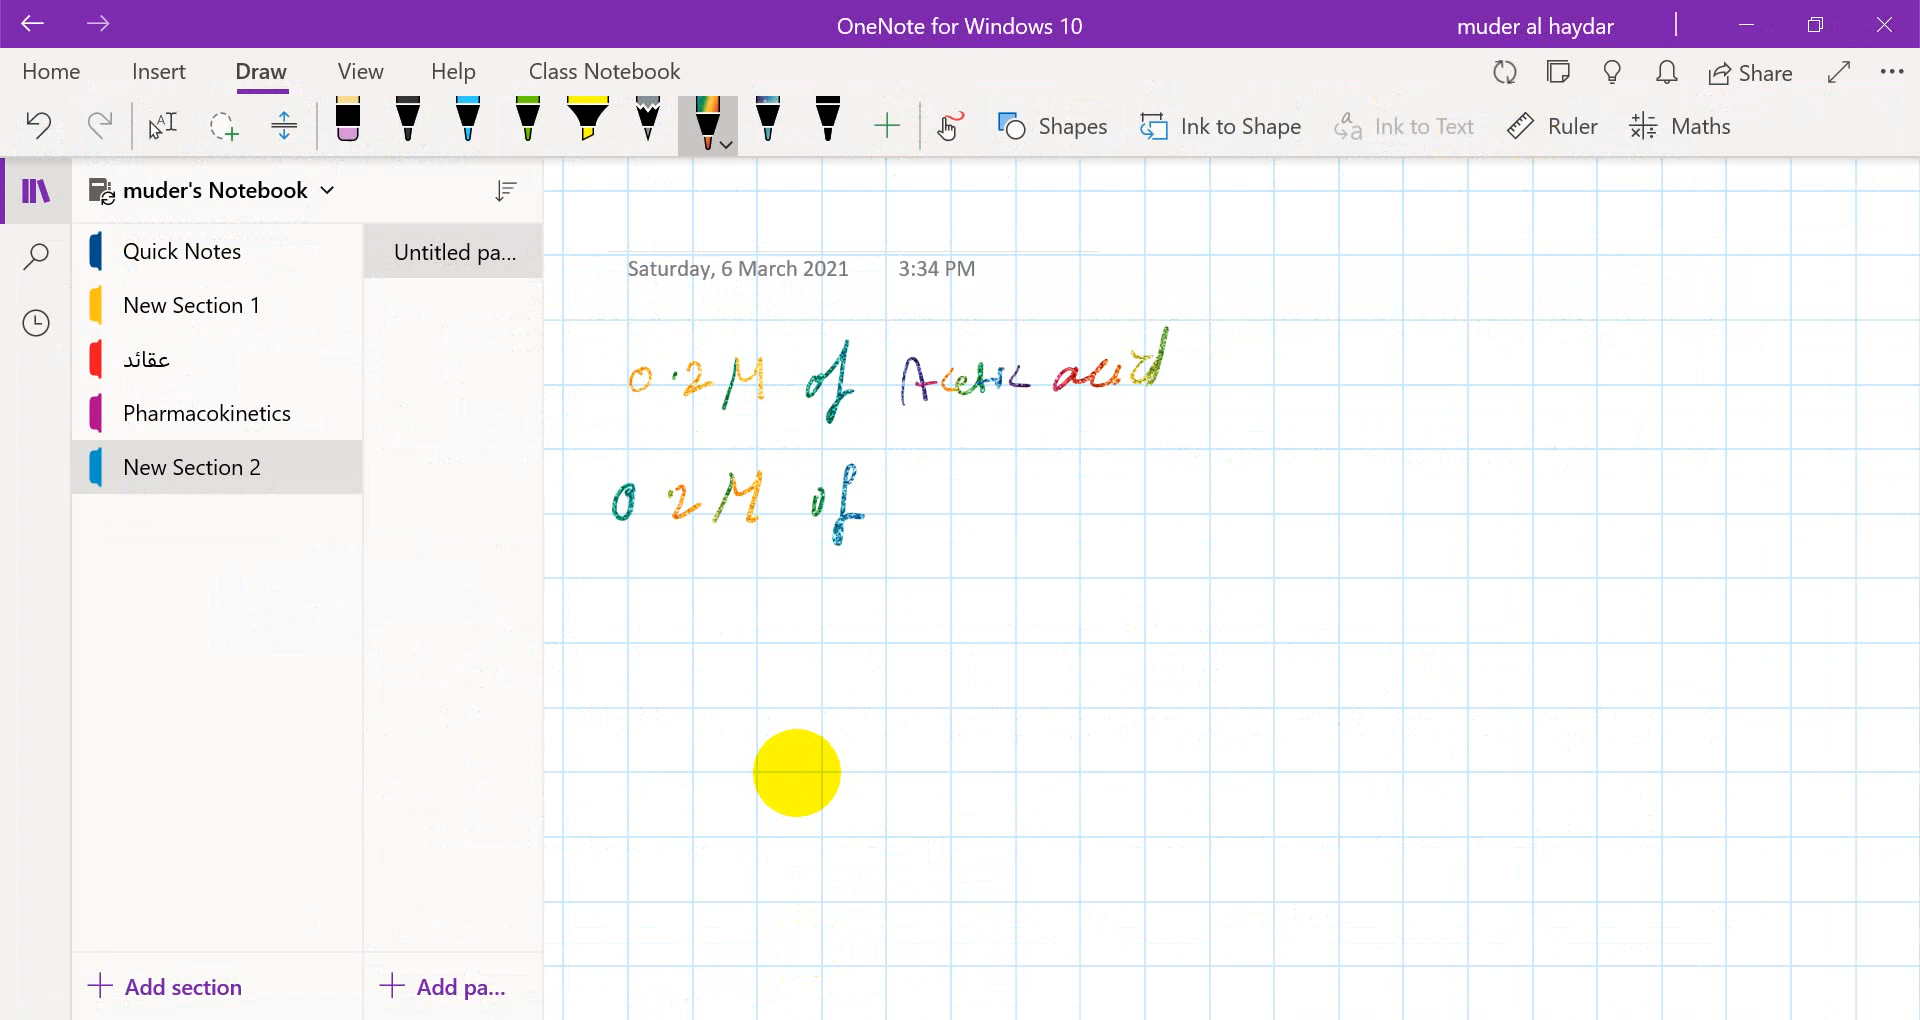 OneNote for Windows 10
muder al haydar
Home Insert Draw View Help Class Notebook
Share
Shapes Ink to Shape Ink to Text Ruler Maths
muder's Notebook
Quick Notes
New Section 1
عقائد
Pharmacokinetics
New Section 2
Untitled pa...
Saturday, 6 March 2021 3:34 PM
0.2M of Acetic acid
0.2M of
Add section
Add pa...